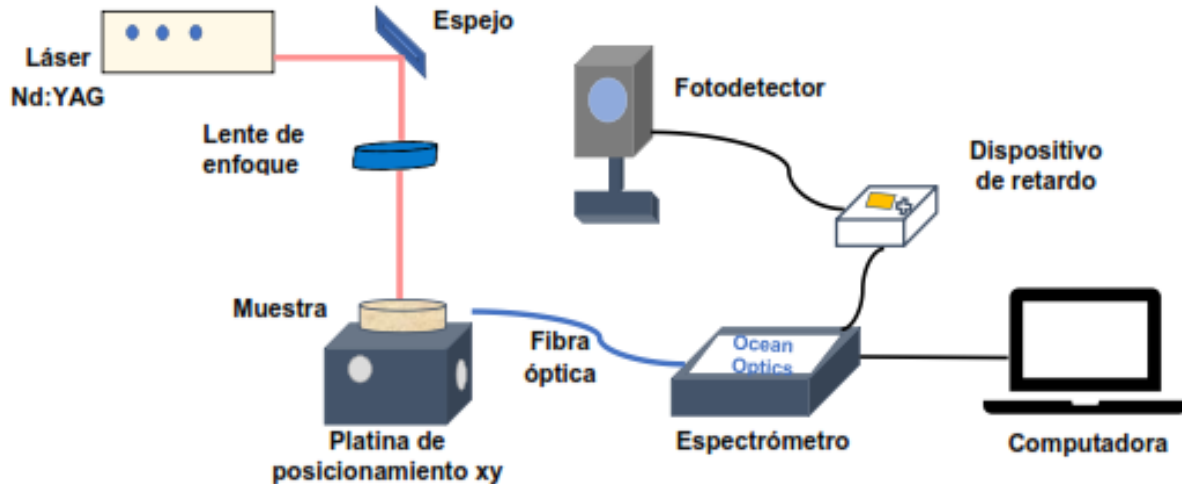 Láser
Nd:YAG
Espejo
Lente de
enfoque
Fotodetector
Dispositivo
de retardo
Muestra
Fibra
óptica
Ocean
Optics
Platina de
posicionamiento xy
Espectrómetro
Computadora